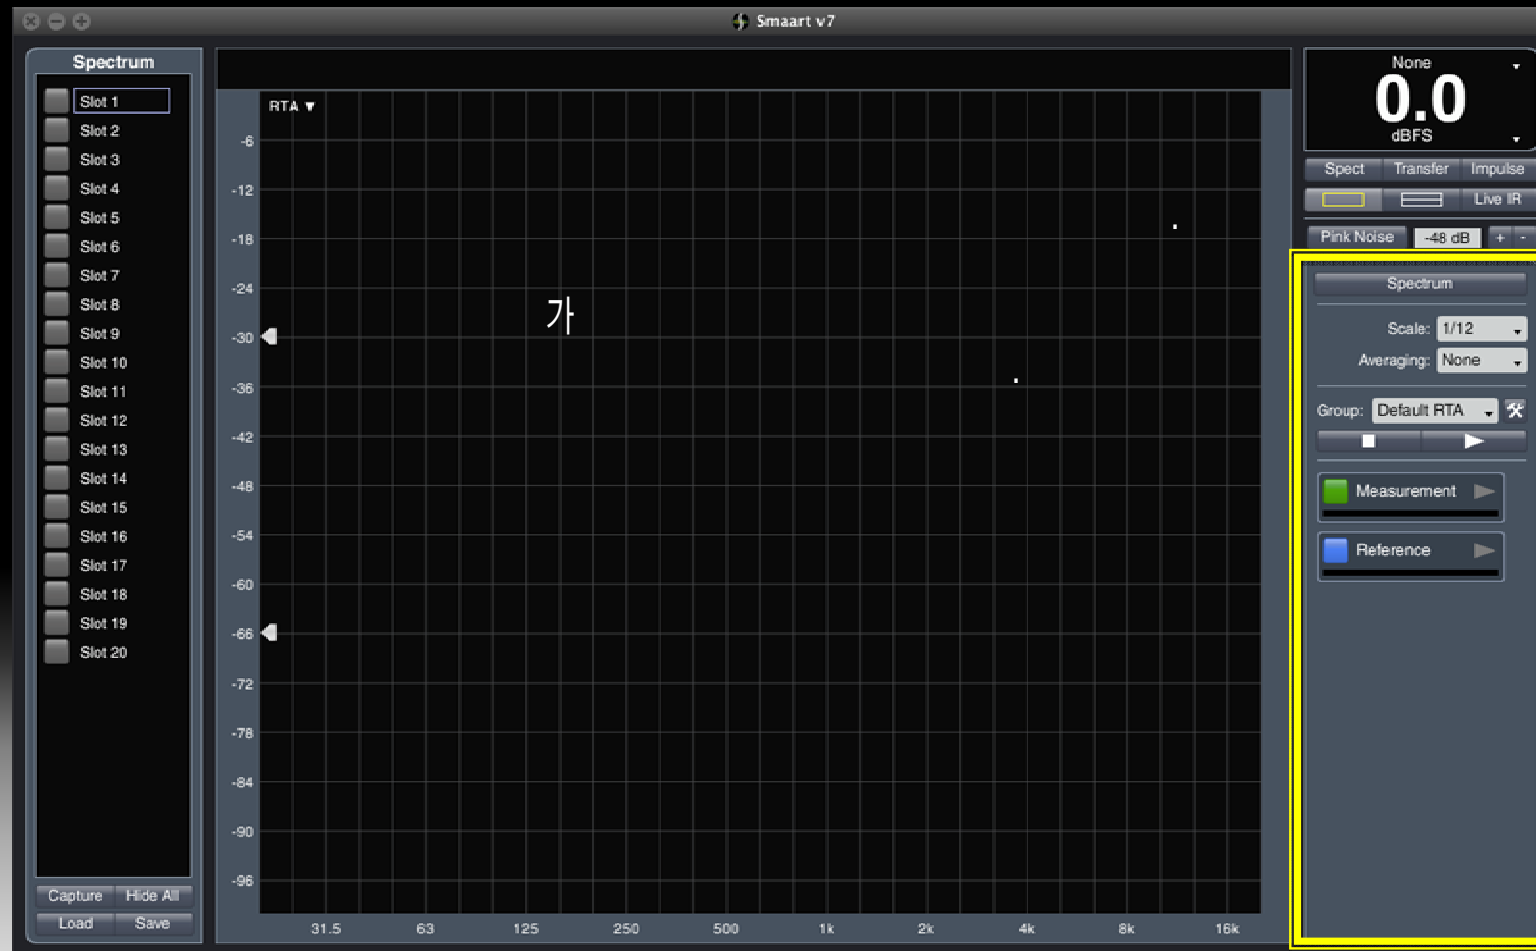 Smaart v7
Spectrum
Slot 1
Slot 2
Slot 3
Slot 4
Slot 5
Slot 6
Slot 7
Slot 8
Slot 9
Slot 10
Slot 11
Slot 12
Slot 13
Slot 14
Slot 15
Slot 16
Slot 17
Slot 18
Slot 19
Slot 20
Capture Hide All
Load Save
RTA
-6
-12
-18
-24
-30
-36
-42
-48
-54
-60
-66
-72
-78
-84
-90
-96
가
31.5 63 125 250 500 1k 2k 4k 8k 16k
None
0.0
dBFS
Spect Transfer Impulse
Live IR
Pink Noise -48 dB + -
Spectrum
Scale: 1/12
Averaging: None
Group: Default RTA
Measurement
Reference